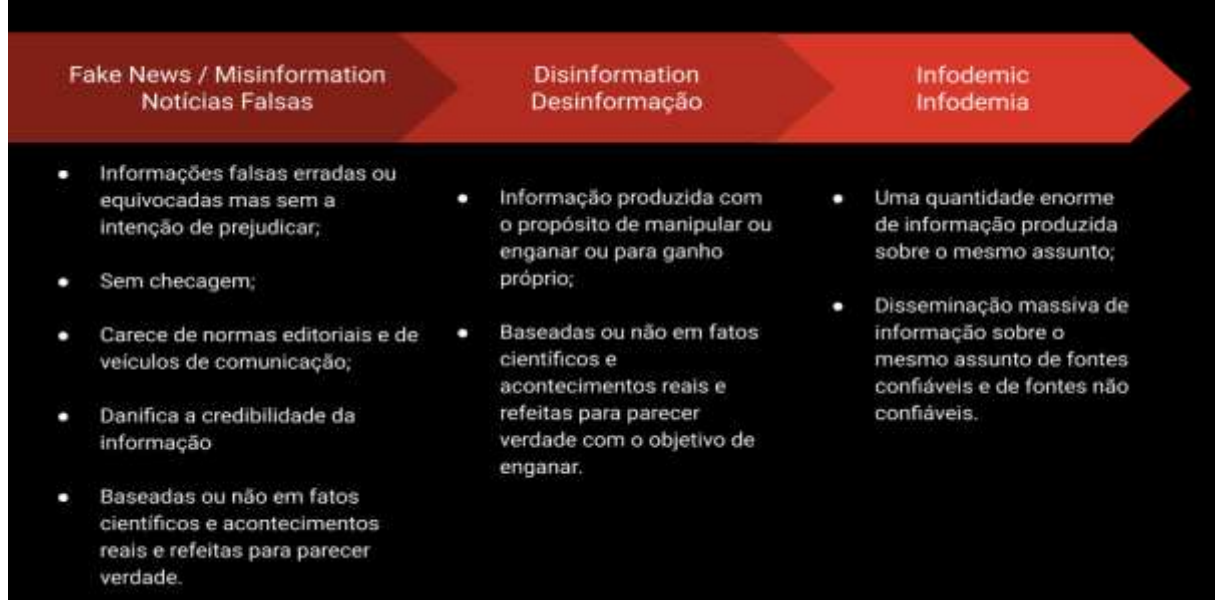 Fake News / Misinformation
Notícias Falsas
Disinformation
Desinformação
Infodemic
Infodemia
● Informações falsas erradas ou
equivocadas mas sem a
intenção de prejudicar;
● Sem checagem;
● Carece de normas editoriais e de
veículos de comunicação;
● Danifica a credibilidade da
informação
● Baseadas ou não em fatos
científicos e acontecimentos
reais e refeitas para parecer
verdade.
● Informação produzida com
o propósito de manipular ou
enganar ou para ganho
próprio;
● Baseadas ou não em fatos
científicos e
acontecimentos reais e
refeitas para parecer
verdade com o objetivo de
enganar.
● Uma quantidade enorme
de informação produzida
sobre o mesmo assunto;
● Disseminação massiva de
informação sobre o
mesmo assunto de fontes
confiáveis e de fontes não
confiáveis.